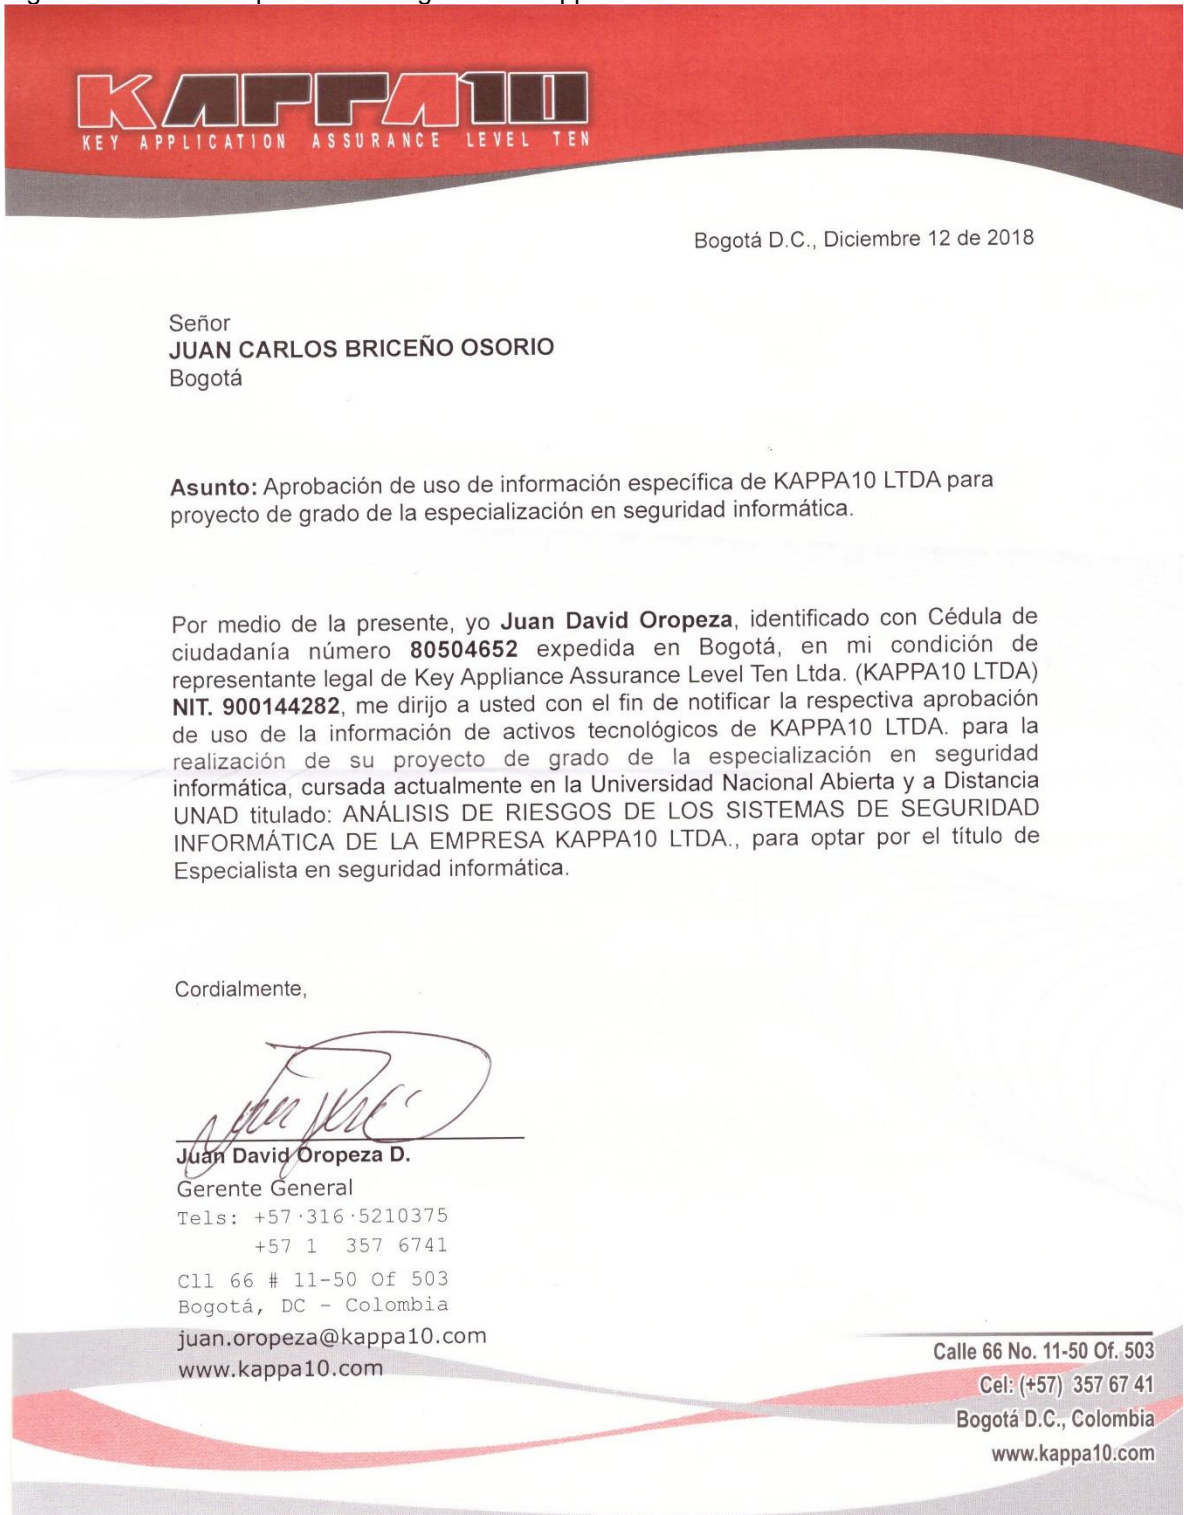 KAPPA10
KEY APPLICATION ASSURANCE LEVEL TEN
Bogotá D.C., Diciembre 12 de 2018
Señor
JUAN CARLOS BRICEÑO OSORIO
Bogotá
Asunto: Aprobación de uso de información específica de KAPPA10 LTDA para
proyecto de grado de la especialización en seguridad informática.
Por medio de la presente, yo Juan David Oropeza, identificado con Cédula de
ciudadanía número 80504652 expedida en Bogotá, en mi condición de
representante legal de Key Appliance Assurance Level Ten Ltda. (KAPPA10 LTDA)
NIT. 900144282, me dirijo a usted con el fin de notificar la respectiva aprobación
de uso de la información de activos tecnológicos de KAPPA10 LTDA. para la
realización de su proyecto de grado de la especialización en seguridad
informática, cursada actualmente en la Universidad Nacional Abierta y a Distancia
UNAD titulado: ANÁLISIS DE RIESGOS DE LOS SISTEMAS DE SEGURIDAD
INFORMÁTICA DE LA EMPRESA KAPPA10 LTDA., para optar por el título de
Especialista en seguridad informática.
Cordialmente,
Juan David Oropeza D.
Gerente General
Tels: +57·316·5210375
+57 1 357 6741
Cll 66 # 11-50 Of 503
Bogotá, DC - Colombia
juan.oropeza@kappa10.com
www.kappa10.com
Calle 66 No. 11-50 Of. 503
Cel: (+57) 357 67 41
Bogotá D.C., Colombia
www.kappa10.com